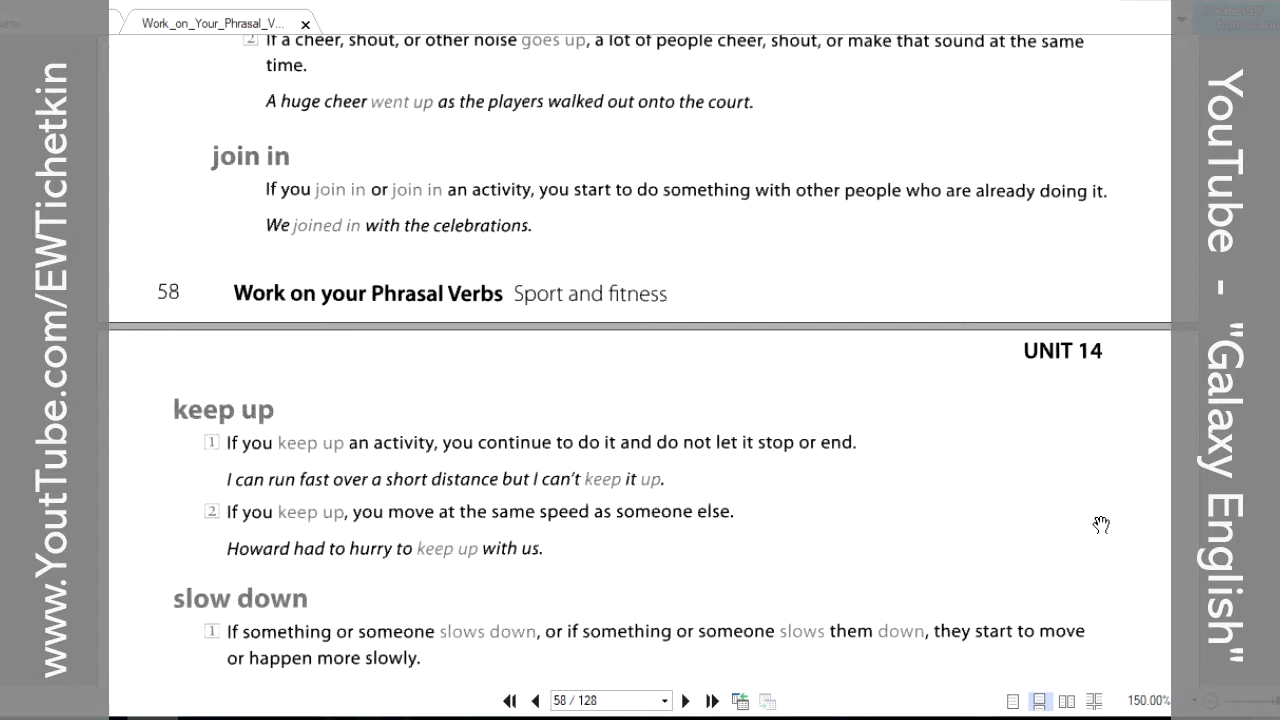 Work_on_Your_Phrasal_V...
2 If a cheer, shout, or other noise goes up, a lot of people cheer, shout, or make that sound at the same
time.
A huge cheer went up as the players walked out onto the court.
join in
If you join in or join in an activity, you start to do something with other people who are already doing it.
We joined in with the celebrations.
58 Work on your Phrasal Verbs Sport and fitness
UNIT 14
keep up
1 If you keep up an activity, you continue to do it and do not let it stop or end.
I can run fast over a short distance but I can't keep it up.
2 If you keep up, you move at the same speed as someone else.
Howard had to hurry to keep up with us.
slow down
1 If something or someone slows down, or if something or someone slows them down, they start to move
or happen more slowly.
58 / 128
150.00%
www.YoutTube.com/EWTichetkin
YouTube - "Galaxy English"